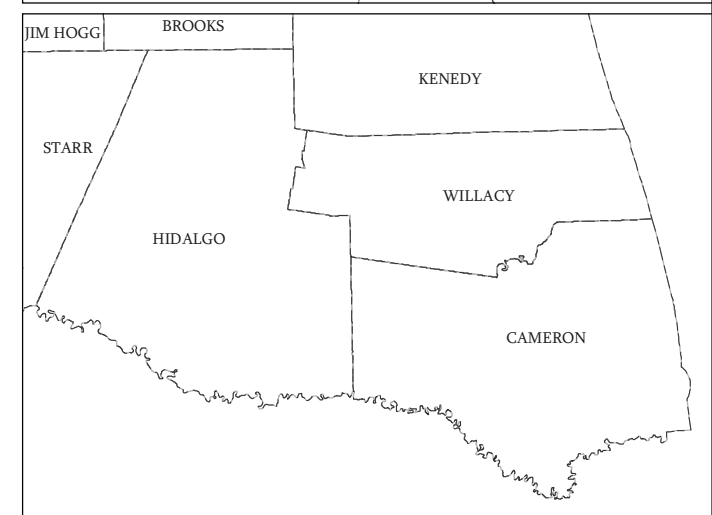 JIM HOGG
BROOKS
KENEDY
STARR
WILLACY
HIDALGO
CAMERON